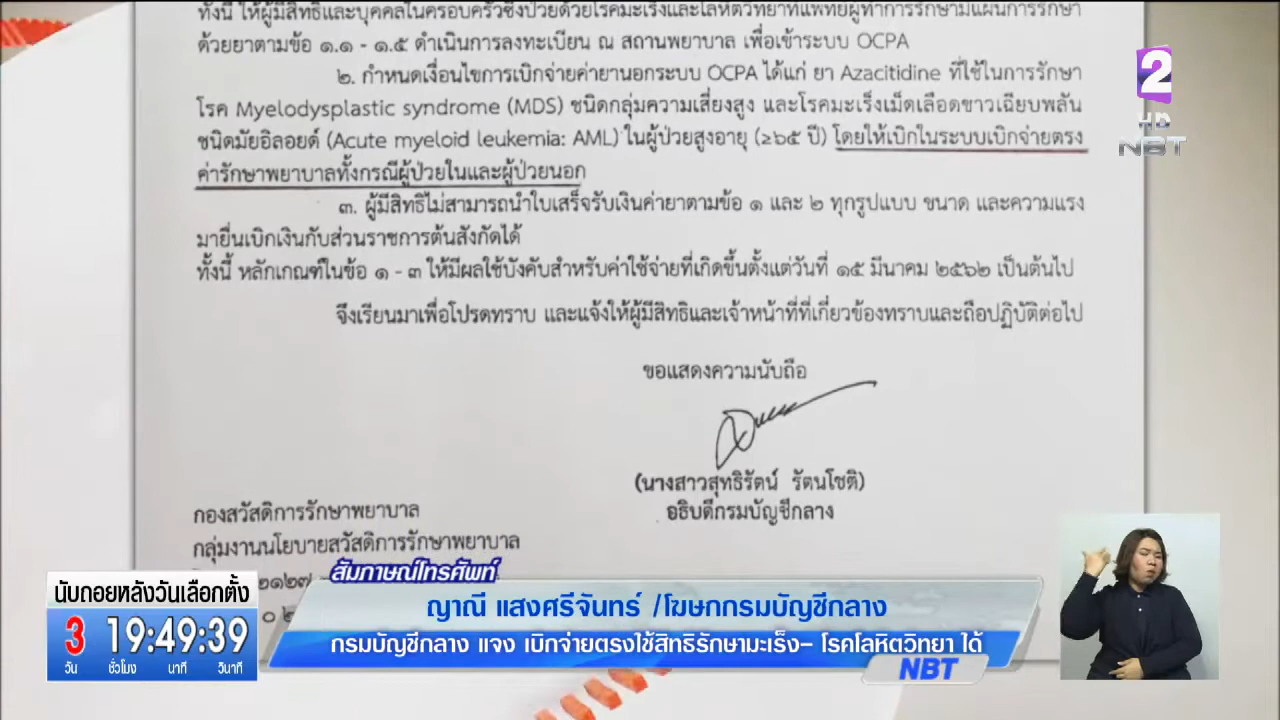 ทั้งนี้ ให้ผู้มีสิทธิและบุคคลในครอบครัวซึ่งป่วยด้วยโรคมะเร็งและโลหิตวิทยาที่แพทย์ผู้ทำการรักษามีแผนการรักษา
ด้วยยาตามข้อ ๑.๑ - ๑.๕ ดำเนินการลงทะเบียน ณ สถานพยาบาล เพื่อเข้าระบบ OCPA
๒. กำหนดเงื่อนไขการเบิกจ่ายค่ายานอกระบบ OCPA ได้แก่ ยา Azacitidine ที่ใช้ในการรักษา
โรค Myelodysplastic syndrome (MDS) ชนิดกลุ่มความเสี่ยงสูง และโรคมะเร็งเม็ดเลือดขาวเฉียบพลัน
ชนิดมัยอิลอยด์ (Acute myeloid leukemia: AML) ในผู้ป่วยสูงอายุ (≥๖๕ ปี) โดยให้เบิกในระบบเบิกจ่ายตรง
ค่ารักษาพยาบาลทั้งกรณีผู้ป่วยในและผู้ป่วยนอก
๓. ผู้มีสิทธิไม่สามารถนำใบเสร็จรับเงินค่ายาตามข้อ ๑ และ ๒ ทุกรูปแบบ ขนาด และความแรง
มายื่นเบิกเงินกับส่วนราชการต้นสังกัดได้
ทั้งนี้ หลักเกณฑ์ในข้อ ๑ - ๓ ให้มีผลใช้บังคับสำหรับค่าใช้จ่ายที่เกิดขึ้นตั้งแต่วันที่ ๑๕ มีนาคม ๒๕๖๒ เป็นต้นไป
จึงเรียนมาเพื่อโปรดทราบ และแจ้งให้ผู้มีสิทธิและเจ้าหน้าที่ที่เกี่ยวข้องทราบและถือปฏิบัติต่อไป
ขอแสดงความนับถือ
(นางสาวสุทธิรัตน์ รัตนโชติ)
อธิบดีกรมบัญชีกลาง
กองสวัสดิการรักษาพยาบาล
กลุ่มงานนโยบายสวัสดิการรักษาพยาบาล
๒๑๒๗
2
HD
NBT
นับถอยหลังวันเลือกตั้ง
3 19:49:39
วัน ชั่วโมง นาที วินาที
สัมภาษณ์โทรศัพท์
ญาณี แสงศรีจันทร์ /โฆษกกรมบัญชีกลาง
กรมบัญชีกลาง แจง เบิกจ่ายตรงใช้สิทธิรักษามะเร็ง- โรคโลหิตวิทยา ได้
NBT